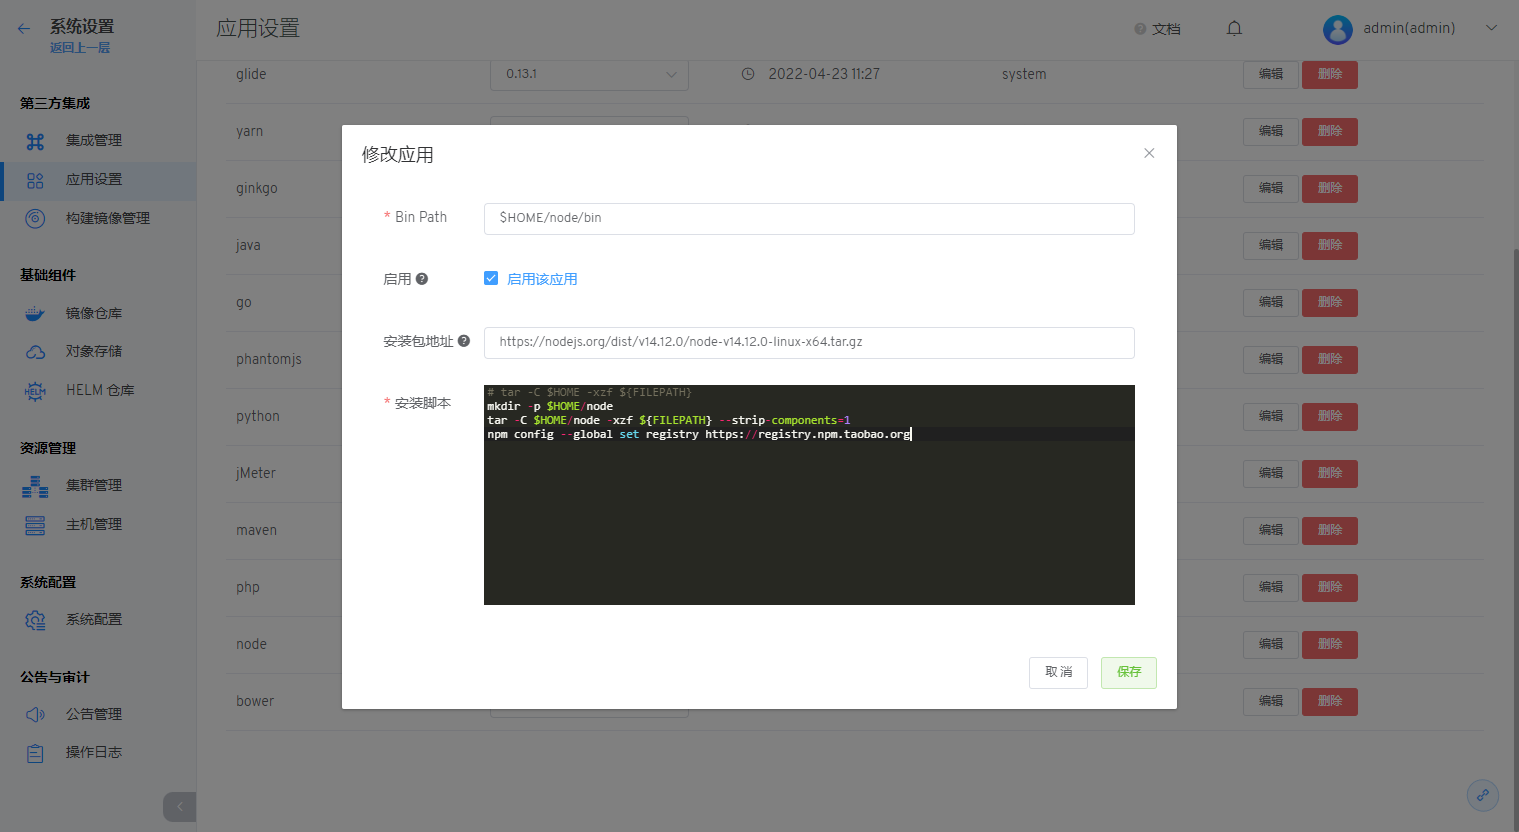 系统设置
返回上一层
第三方集成
集成管理
应用设置
构建镜像管理
基础组件
镜像仓库
对象存储
HELM 仓库
资源管理
集群管理
主机管理
系统配置
系统配置
公告与审计
公告管理
操作日志
应用设置
文档
admin(admin)
glide
0.13.1
2022-04-23 11:27
system
编辑
删除
yarn
编辑
删除
ginkgo
编辑
删除
java
编辑
删除
go
编辑
删除
phantomjs
编辑
删除
python
编辑
删除
jMeter
编辑
删除
maven
编辑
删除
php
编辑
删除
node
编辑
删除
bower
编辑
删除
修改应用
* Bin Path
$HOME/node/bin
启用
启用该应用
安装包地址
https://nodejs.org/dist/v14.12.0/node-v14.12.0-linux-x64.tar.gz
* 安装脚本
# tar -C $HOME -xzf ${FILEPATH}
mkdir -p $HOME/node
tar -C $HOME/node -xzf ${FILEPATH} --strip-components=1
npm config --global set registry https://registry.npm.taobao.org
取消
保存